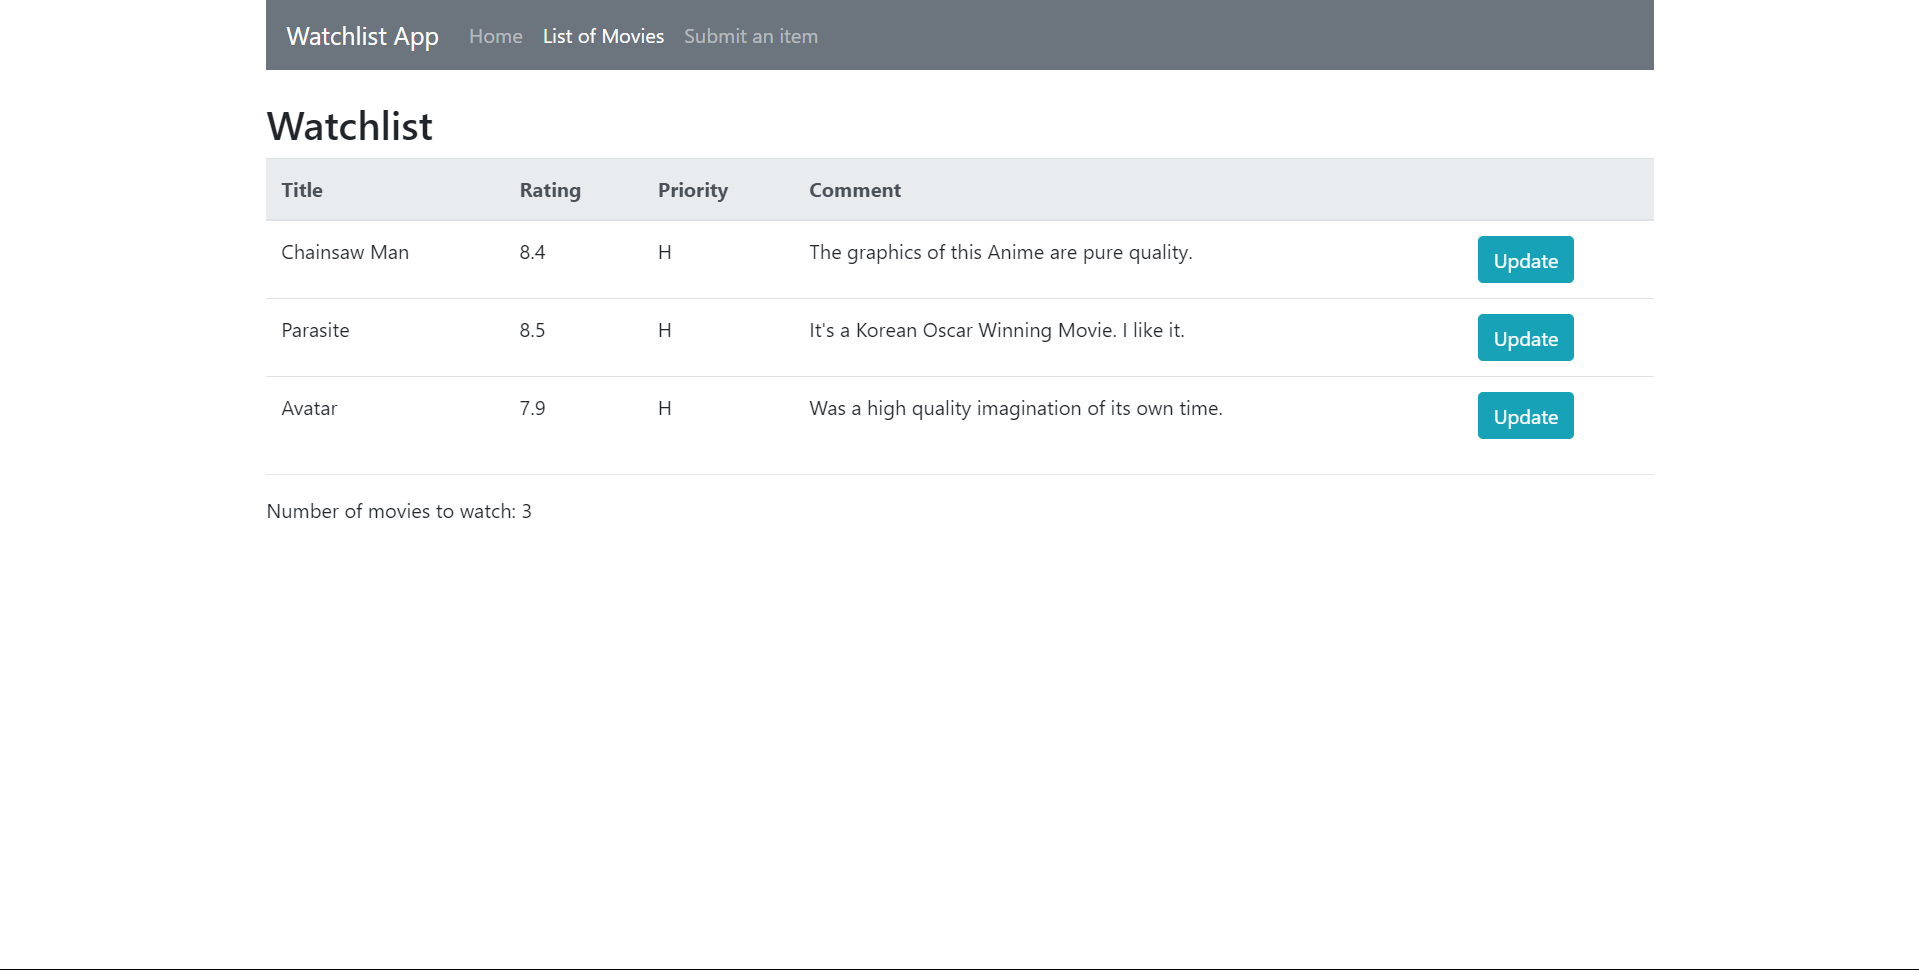 Watchlist App Home List of Movies Submit an item
Watchlist
Title Rating Priority Comment
Chainsaw Man 8.4 H The graphics of this Anime are pure quality. Update
Parasite 8.5 H It's a Korean Oscar Winning Movie. I like it. Update
Avatar 7.9 H Was a high quality imagination of its own time. Update
Number of movies to watch: 3